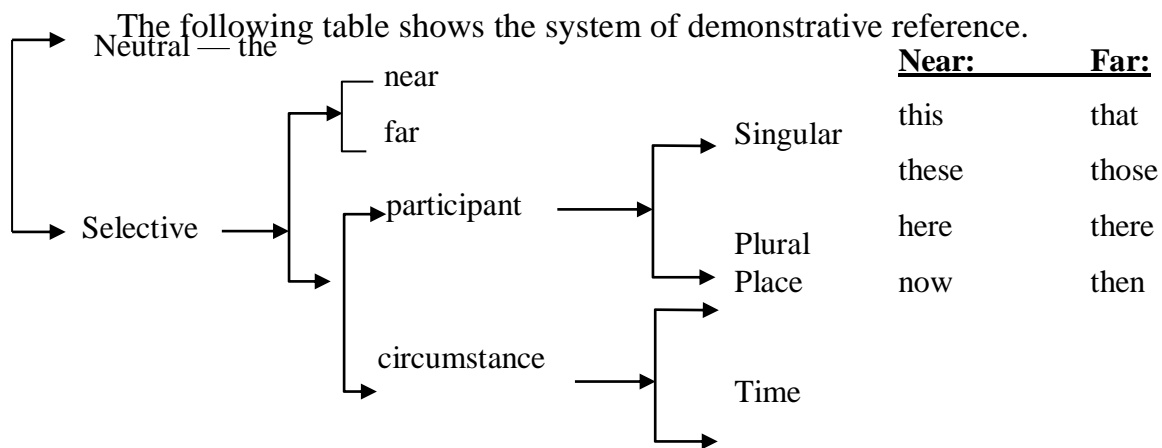 The following table shows the system of demonstrative reference.
Neutral — the
Near: Far:
near
far
this that
Singular
these those
participant
Selective
here there
Plural
Place
now then
circumstance
Time